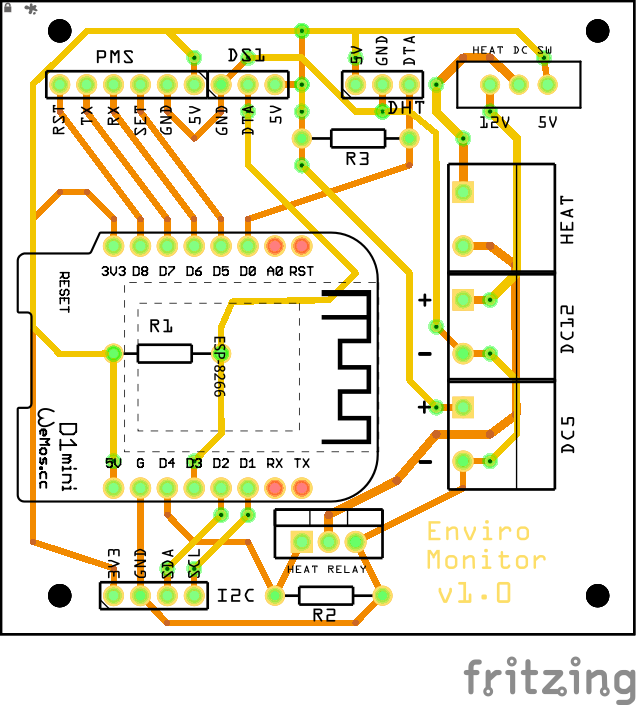 HEAT DC SW
PMS
DS1
5V
GND
DTA
RST
TX
RX
SET
GND
5V
GND
DTA
5V
DHT
12V
5V
R3
HEAT
3V3 D8 D7 D6 D5 D0 A0 RST
RESET
+
DC12
-
R1
ESP-8266
+
DC5
-
D1 mini
WeMos.cc
5V G D4 D3 D2 D1 RX TX
Enviro
Monitor
v1.0
3V3
GND
SDA
SCL
I2C
HEAT RELAY
R2
fritzing